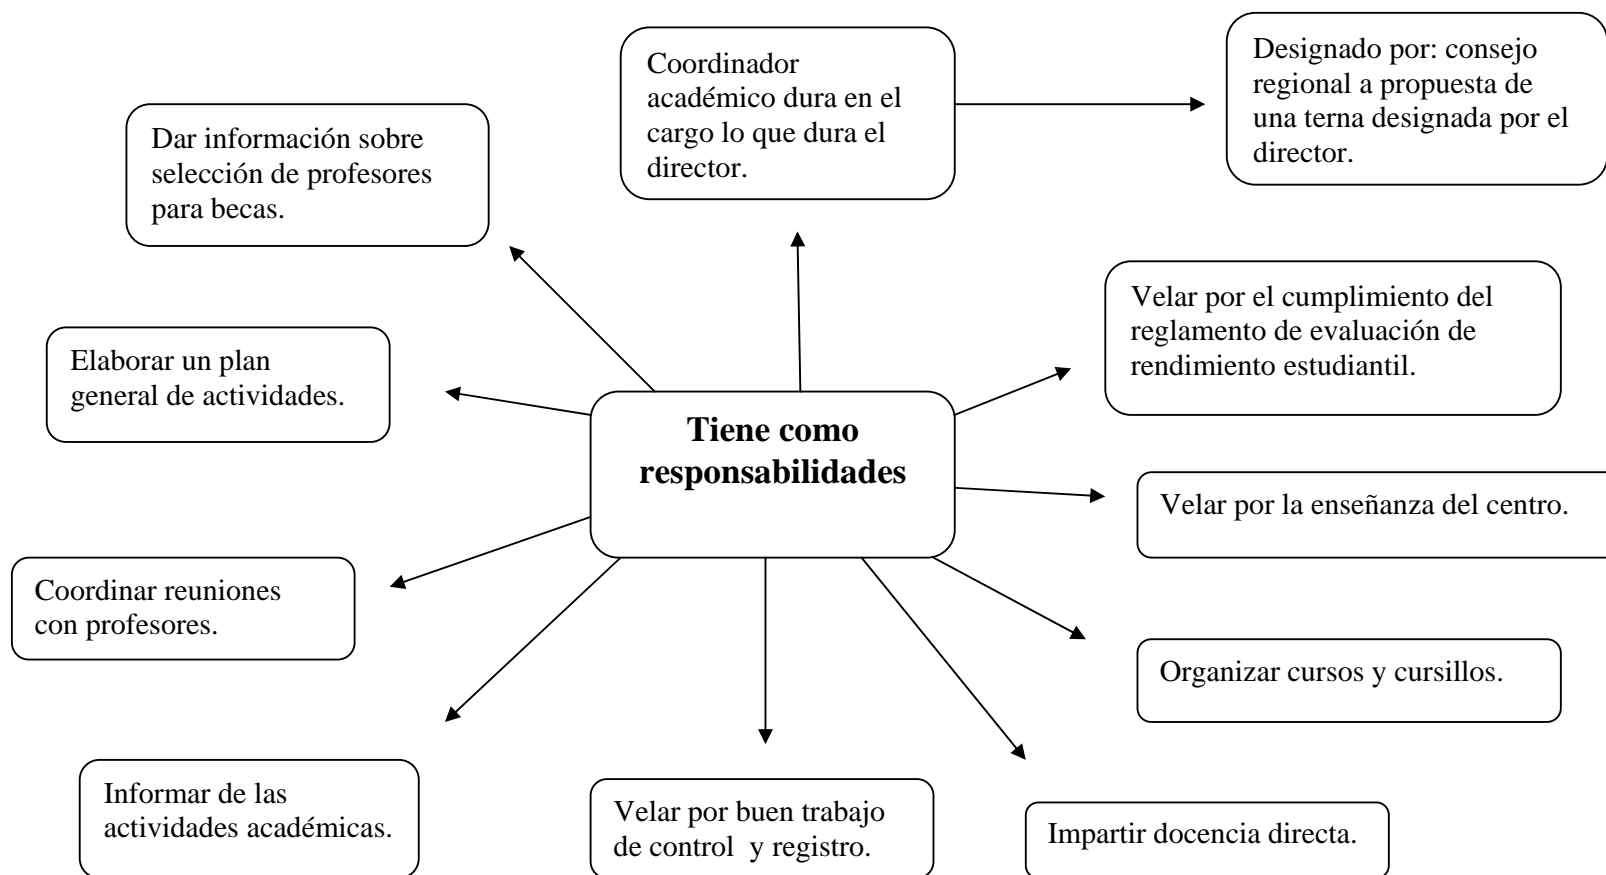 Coordinador
académico dura en el
cargo lo que dura el
director.
Designado por: consejo
regional a propuesta de
una terna designada por el
director.
Dar información sobre
selección de profesores
para becas.
Velar por el cumplimiento del
reglamento de evaluación de
rendimiento estudiantil.
Elaborar un plan
general de actividades.
Tiene como
responsabilidades
Velar por la enseñanza del centro.
Coordinar reuniones
con profesores.
Organizar cursos y cursillos.
Informar de las
actividades académicas.
Velar por buen trabajo
de control  y registro.
Impartir docencia directa.